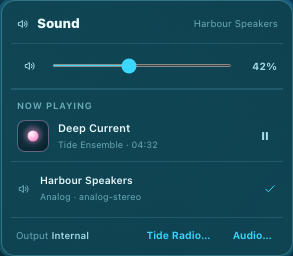 Sound Harbour Speakers
42%
NOW PLAYING
Deep Current
Tide Ensemble · 04:32
Harbour Speakers
Analog · analog-stereo
Output Internal Tide Radio... Audio...